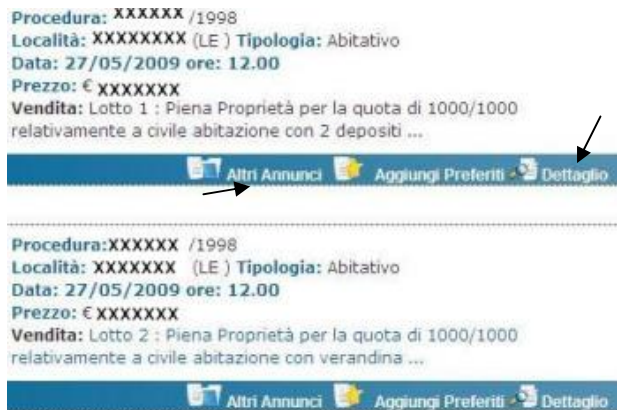 Procedura: XXXXXX /1998
Località: XXXXXXXX (LE ) Tipologia: Abitativo
Data: 27/05/2009 ore: 12.00
Prezzo: € XXXXXXX
Vendita: Lotto 1 : Piena Proprietà per la quota di 1000/1000
relativamente a civile abitazione con 2 depositi ...
Altri Annunci Aggiungi Preferiti Dettaglio
Procedura:XXXXXX /1998
Località: XXXXXXX (LE ) Tipologia: Abitativo
Data: 27/05/2009 ore: 12.00
Prezzo: € XXXXXXX
Vendita: Lotto 2 : Piena Proprietà per la quota di 1000/1000
relativamente a civile abitazione con verandina ...
Altri Annunci Aggiungi Preferiti Dettaglio